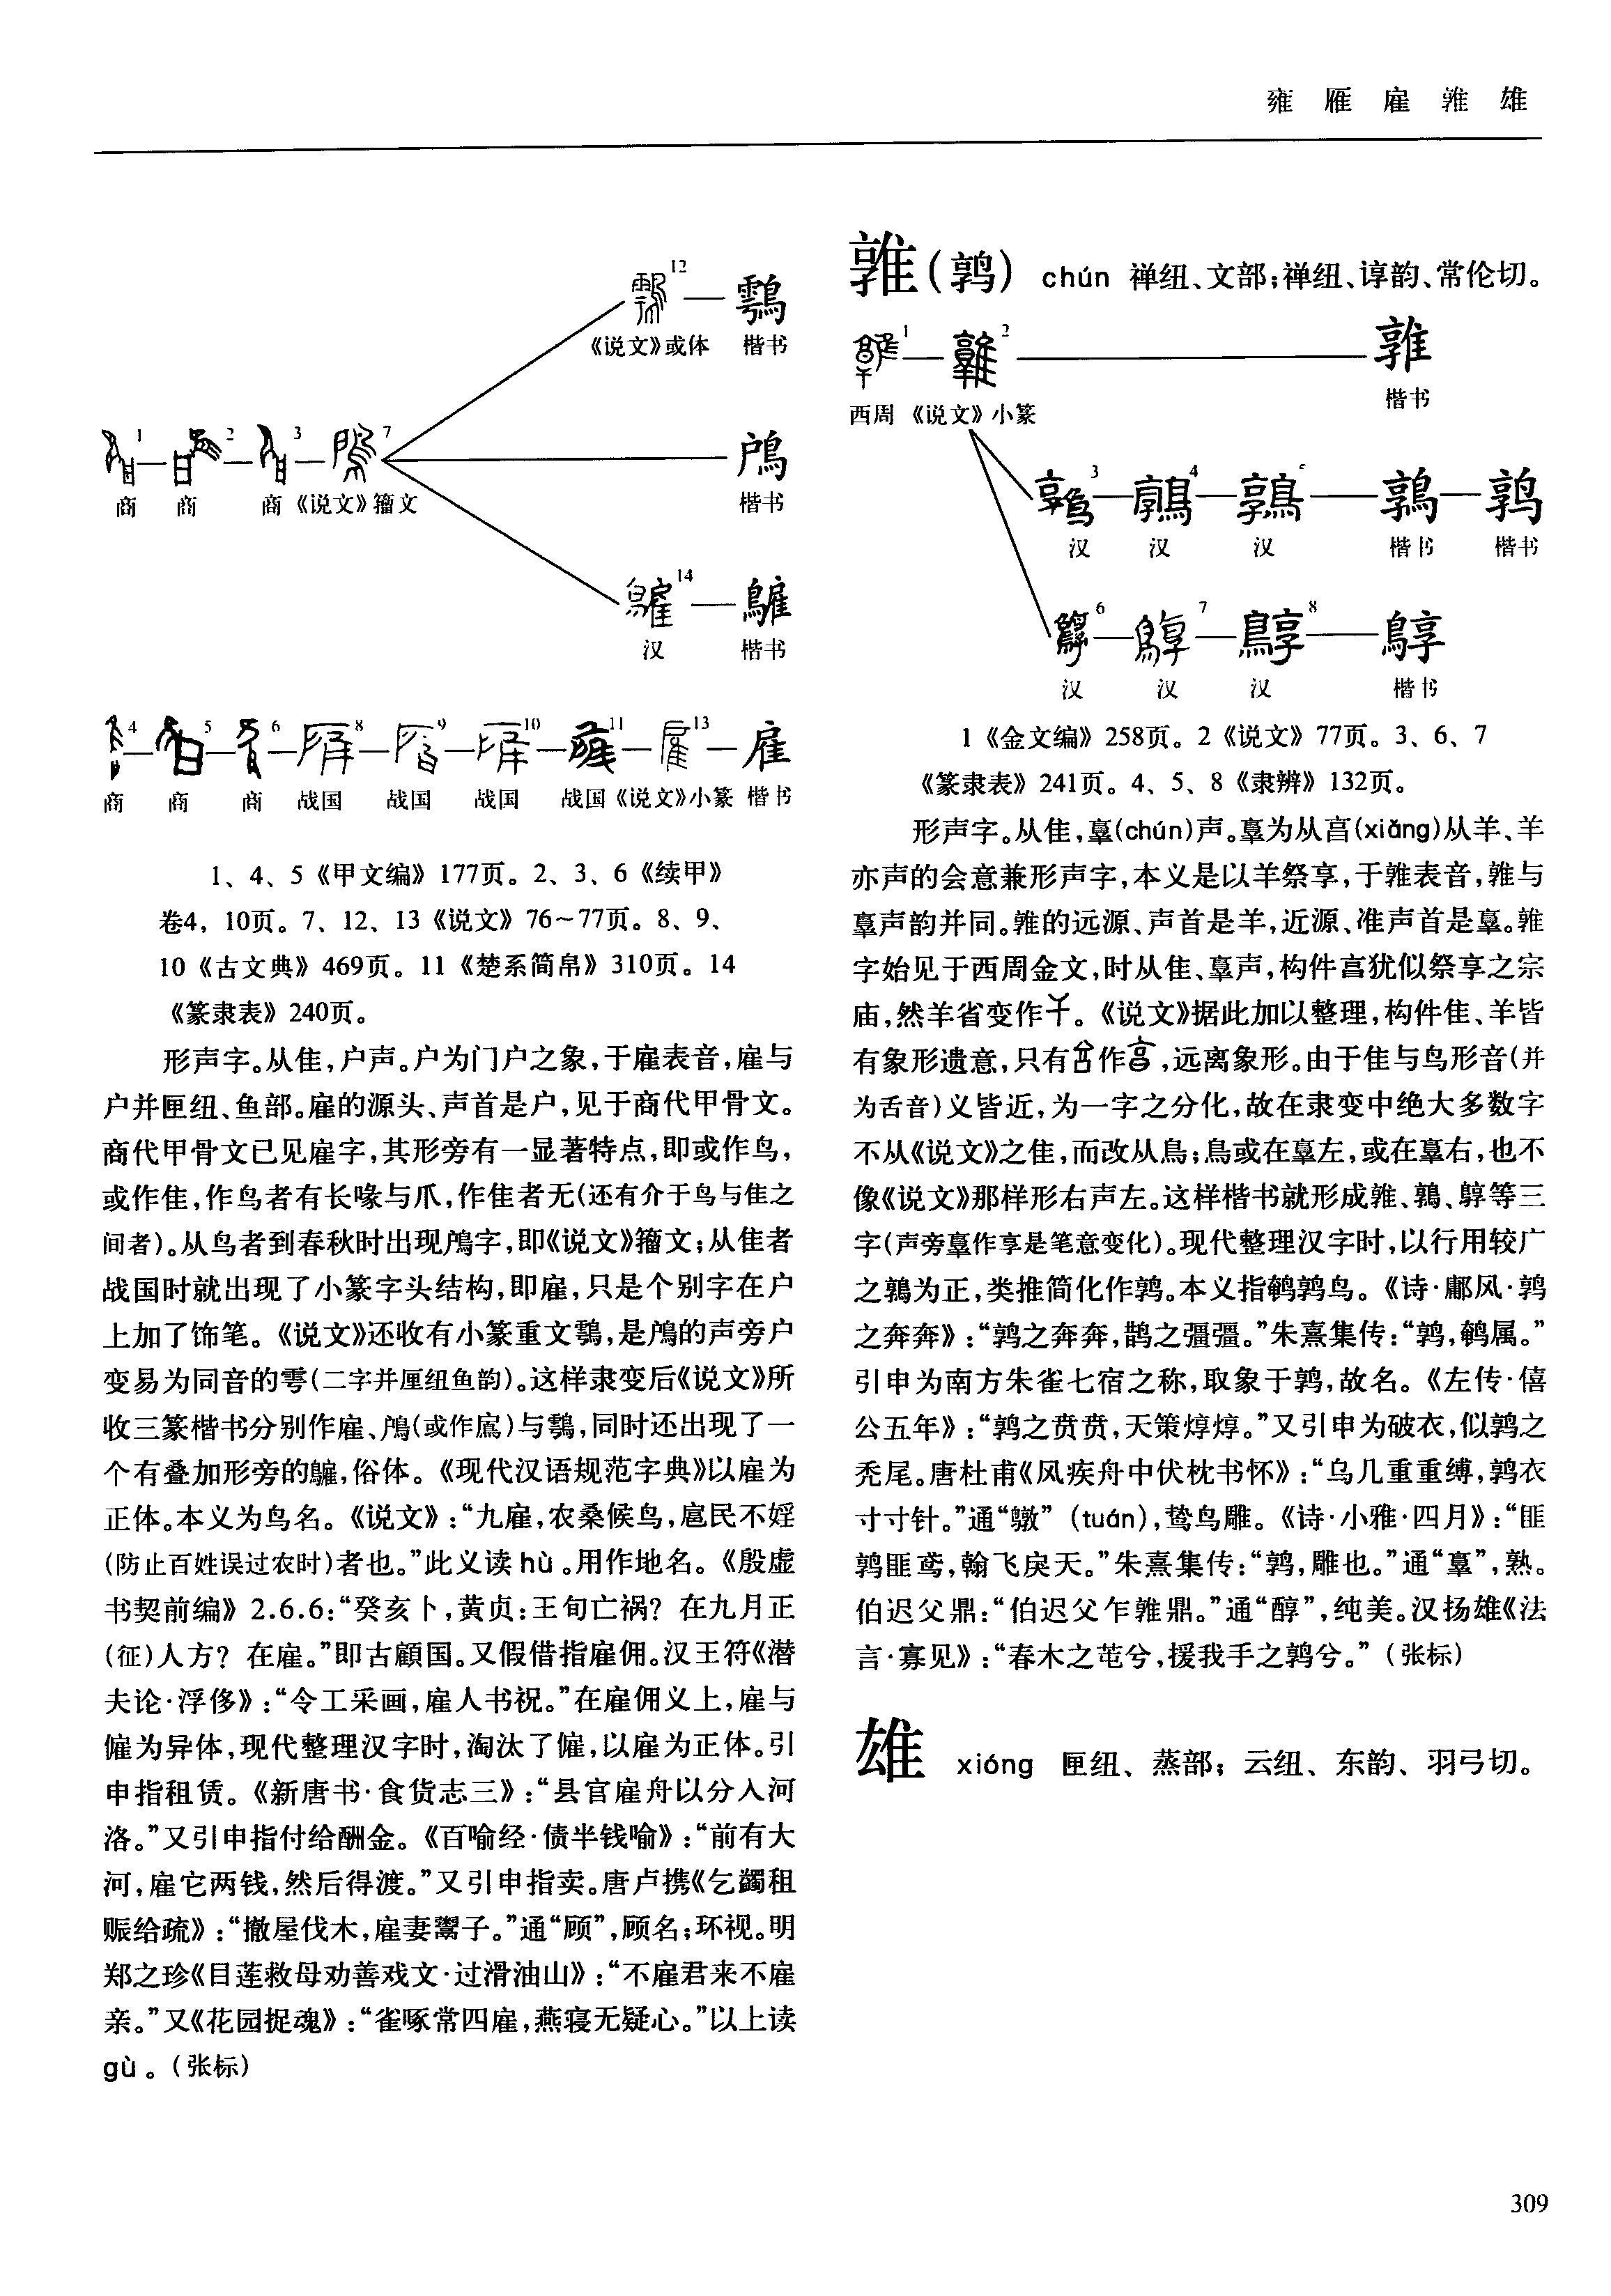 雍 雁 雇 雜 雄
12
鸌
《说文》或体 楷书
1 2 3 7
鳸
商 商 商《说文》籀文 楷书
14
汉 楷书
4 5 6 8 9 10 11 13 雇
商 商 商 战国 战国 战国 战国《说文》小篆 楷书
1、4、5《甲文编》177页。2、3、6《续甲》
卷4，10页。7、12、13《说文》76~77页。8、9、
10《古文典》469页。11《楚系简帛》310页。14
《篆隶表》240页。
形声字。从隹，户声。户为门户之象，于雇表音，雇与
户并匣纽、鱼部。雇的源头、声首是户，见于商代甲骨文。
商代甲骨文已见雇字，其形旁有一显著特点，即或作鸟，
或作隹，作鸟者有长喙与爪，作隹者无(还有介于鸟与隹之
间者)。从鸟者到春秋时出现鳸字，即《说文》籀文；从隹者
战国时就出现了小篆字头结构，即雇，只是个别字在户
上加了饰笔。《说文》还收有小篆重文，是鳸的声旁户
变易为同音的雩(二字并匣纽鱼韵)。这样隶变后《说文》所
收三篆楷书分别作雇、鳸(或作)与，同时还出现了一
个有叠加形旁的，俗体。《现代汉语规范字典》以雇为
正体。本义为鸟名。《说文》：“九雇，农桑候鸟，扈民不婬
(防止百姓误过农时)者也。”此义读hù。用作地名。《殷虚
书契前编》2.6.6：“癸亥卜，黄贞：王旬亡祸？在九月正
(征)人方？在雇。”即古顧国。又假借指雇佣。汉王符《潜
夫论·浮侈》：“令工采画，雇人书祝。”在雇佣义上，雇与
僱为异体，现代整理汉字时，淘汰了僱，以雇为正体。引
申指租赁。《新唐书·食货志三》：“县官雇舟以分入河
洛。”又引申指付给酬金。《百喻经·债半钱喻》：“前有大
河，雇它两钱，然后得渡。”又引申指卖。唐卢携《乞蠲租
赈给疏》：“撤屋伐木，雇妻鬻子。”通“顾”，顾名；环视。明
郑之珍《目莲救母劝善戏文·过滑油山》：“不雇君来不雇
亲。”又《花园捉魂》：“雀啄常四雇，燕寝无疑心。”以上读
gù。(张标)
䧳(鹑) chún 禅纽、文部；禅纽、谆韵、常伦切。
1 2 䧳
西周《说文》小篆 楷书
3 4 鶉 鹑
汉 汉 汉 楷书 楷书
6 7 8
汉 汉 汉 楷书
1《金文编》258页。2《说文》77页。3、6、7
《篆隶表》241页。4、5、8《隶辨》132页。
形声字。从隹，𦎫(chún)声。𦎫为从亯(xiǎng)从羊、羊
亦声的会意兼形声字，本义是以羊祭享，于䧳表音，䧳与
𦎫声韵并同。䧳的远源、声首是羊，近源、准声首是𦎫。䧳
字始见于西周金文，时从隹、𦎫声，构件亯犹似祭享之宗
庙，然羊省变作。《说文》据此加以整理，构件隹、羊皆
有象形遗意，只有作，远离象形。由于隹与鸟形音(并
为舌音)义皆近，为一字之分化，故在隶变中绝大多数字
不从《说文》之隹，而改从鳥；鳥或在𦎫左，或在𦎫右，也不
像《说文》那样形右声左。这样楷书就形成䧳、鶉、等三
字(声旁𦎫作享是笔意变化)。现代整理汉字时，以行用较广
之鶉为正，类推简化作鹑。本义指鹌鹑鸟。《诗·鄘风·鹑
之奔奔》：“鹑之奔奔，鹊之彊彊。”朱熹集传：“鹑，鹌属。”
引申为南方朱雀七宿之称，取象于鹑，故名。《左传·僖
公五年》：“鹑之贲贲，天策焞焞。”又引申为破衣，似鹑之
秃尾。唐杜甫《风疾舟中伏枕书怀》：“乌几重重缚，鹑衣
寸寸针。”通“”(tuán)，鸷鸟雕。《诗·小雅·四月》：“匪
鹑匪鸢，翰飞戾天。”朱熹集传：“鹑，雕也。”通“𦎫”，熟。
伯迟父鼎：“伯迟父乍䧳鼎。”通“醇”，纯美。汉扬雄《法
言·寡见》：“春木之芚兮，援我手之鹑兮。”(张标)
雄 xióng 匣纽、蒸部；云纽、东韵、羽弓切。
309